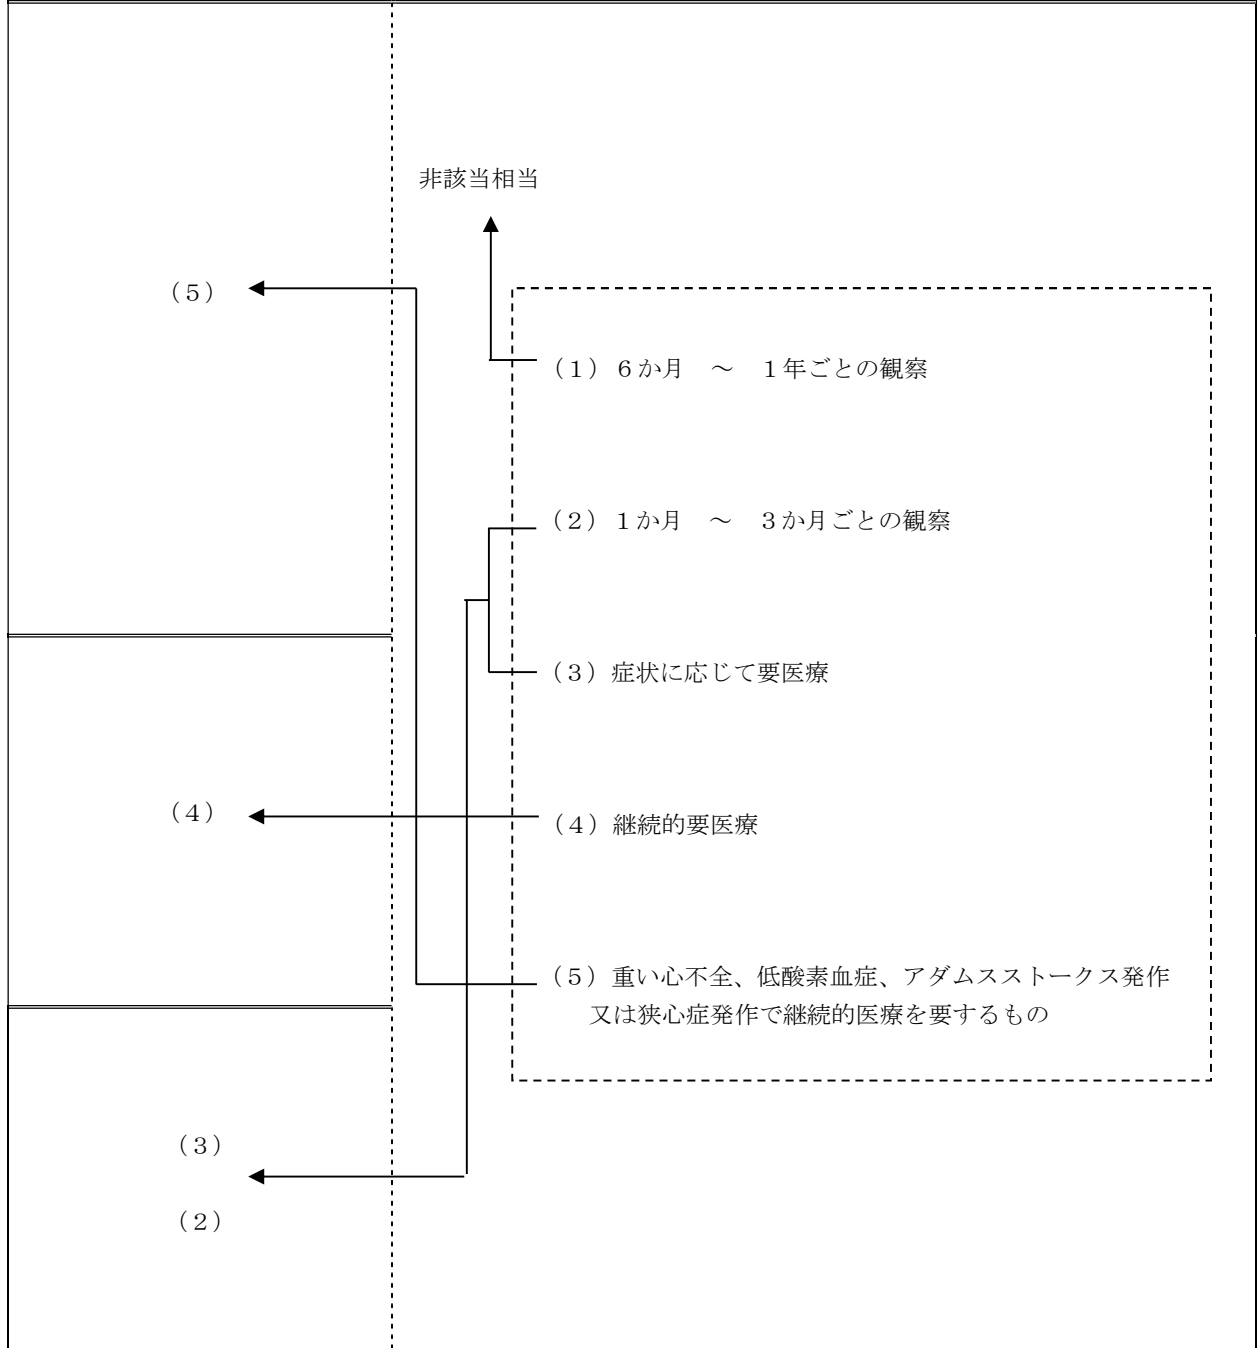 非該当相当
（5）
（1）6か月　～　1年ごとの観察
（2）1か月　～　3か月ごとの観察
（3）症状に応じて要医療
（4）
（4）継続的要医療
（5）重い心不全、低酸素血症、アダムスストークス発作
又は狭心症発作で継続的医療を要するもの
（3）
（2）